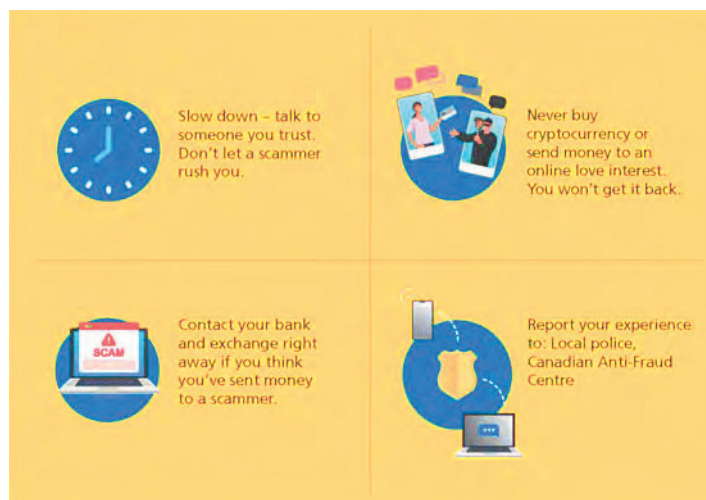 Slow down – talk to
someone you trust.
Don't let a scammer
rush you.
Never buy
cryptocurrency or
send money to an
online love interest.
You won't get it back.
SCAM
Contact your bank
and exchange right
away if you think
you've sent money
to a scammer.
Report your experience
to: Local police,
Canadian Anti-Fraud
Centre